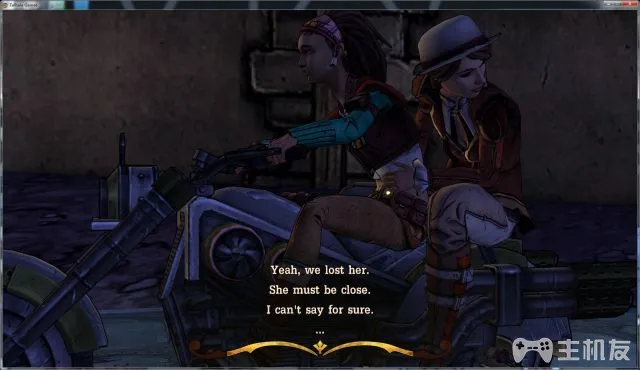 Telltale Games
Yeah, we lost her.
She must be close.
I can't say for sure.
...
主机友